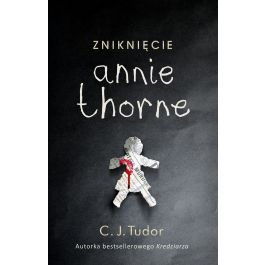 ZNIKNIĘCIE
annie
thorne
C. J. Tudor
Autorka bestsellerowego Kredziarza